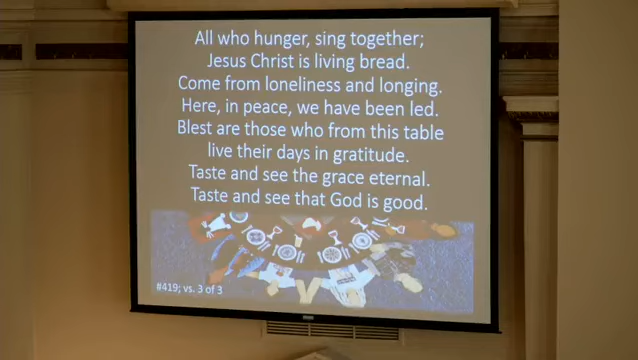 All who hunger, sing together;
Jesus Christ is living bread.
Come from loneliness and longing.
Here, in peace, we have been led.
Blest are those who from this table
live their days in gratitude.
Taste and see the grace eternal.
Taste and see that God is good.
#419; vs. 3 of 3